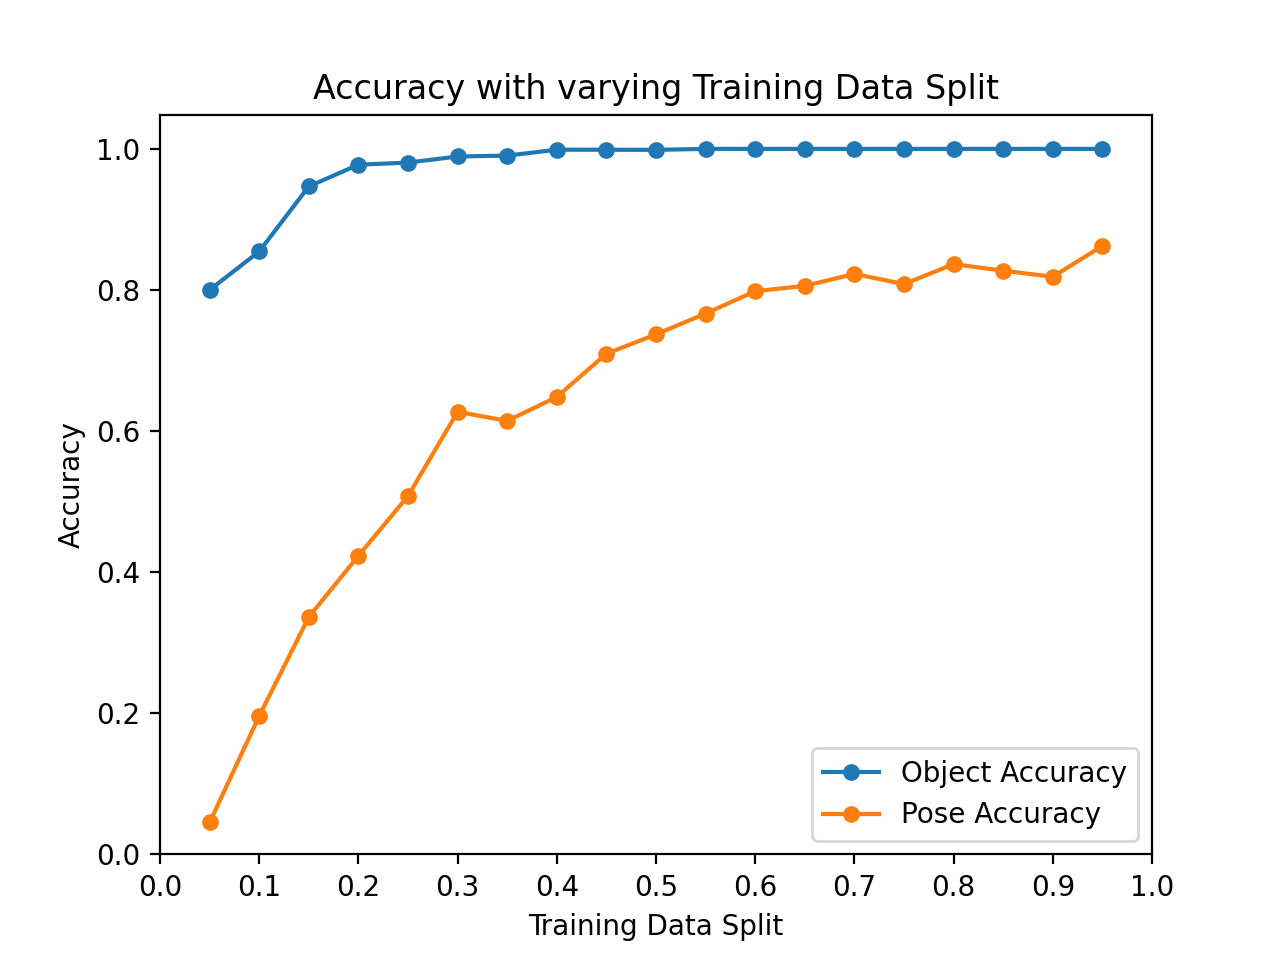 Accuracy with varying Training Data Split
1.0
0.8
0.6
0.4
0.2
0.0
Accuracy
Object Accuracy
Pose Accuracy
0.0 0.1 0.2 0.3 0.4 0.5 0.6 0.7 0.8 0.9 1.0
Training Data Split